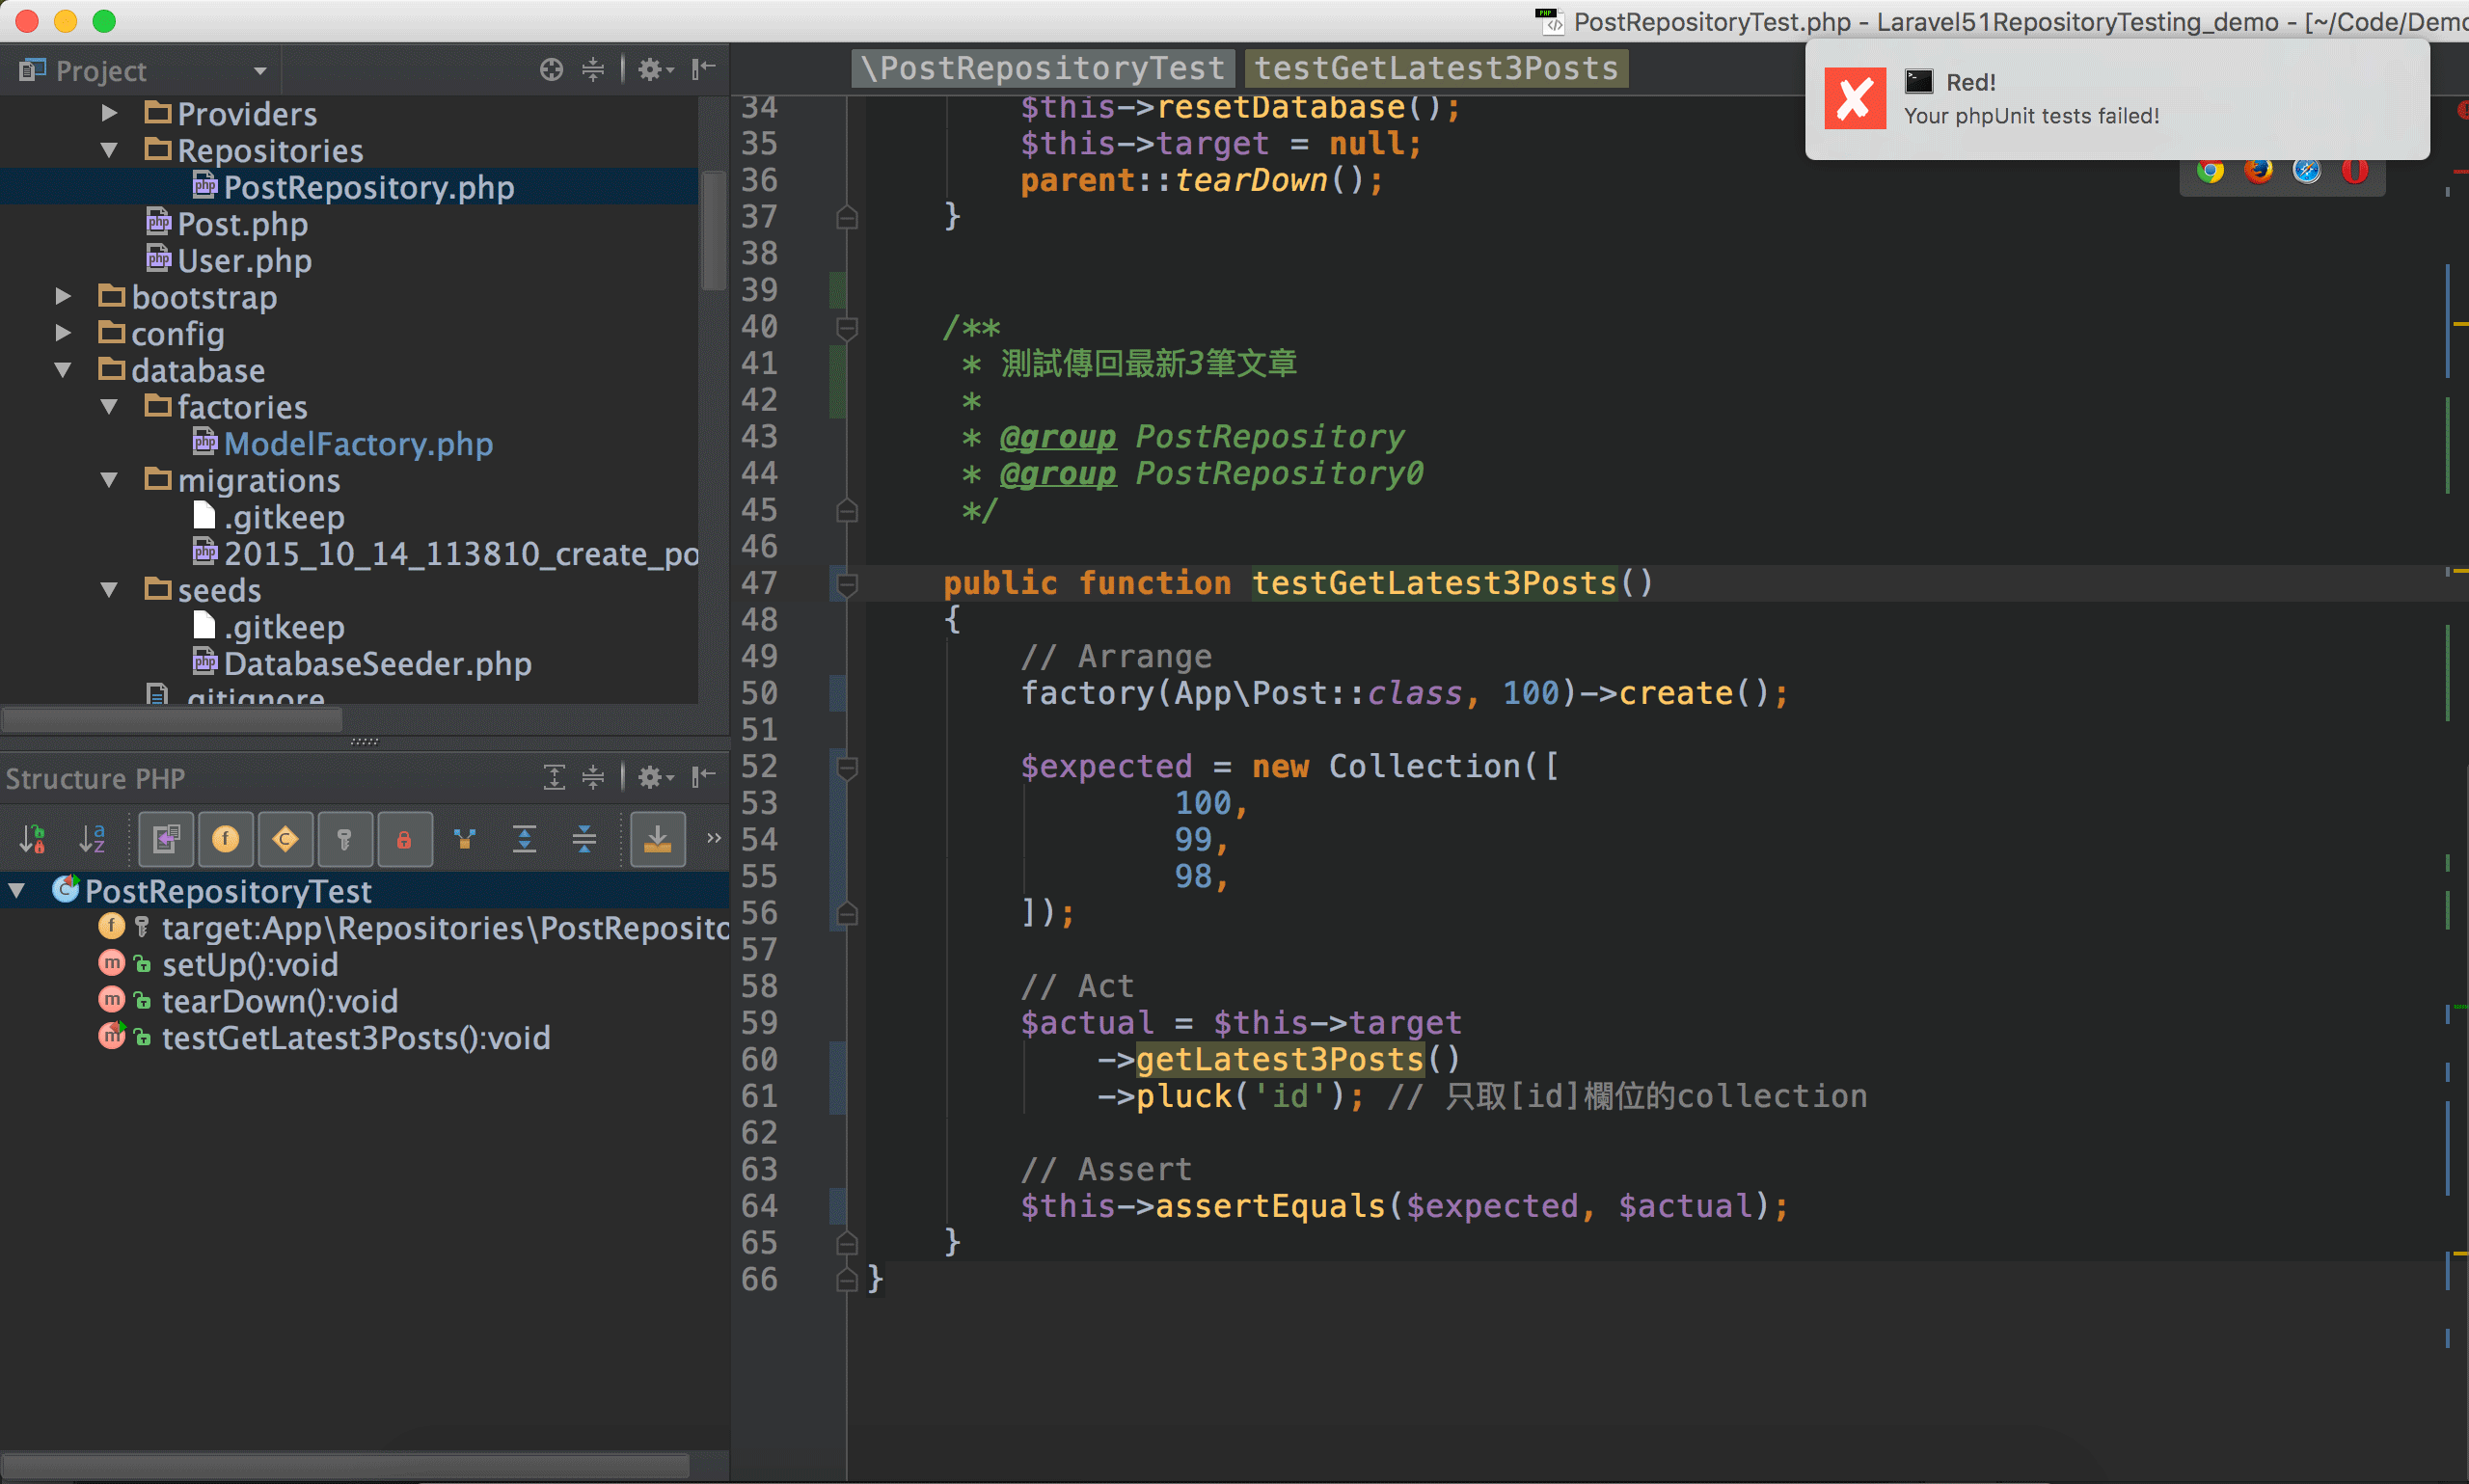 PostRepositoryTest.php - Laravel51RepositoryTesting_demo - [~/Code/Demo
Project
Providers
Repositories
PostRepository.php
Post.php
User.php
bootstrap
config
database
factories
ModelFactory.php
migrations
.gitkeep
2015_10_14_113810_create_po
seeds
.gitkeep
DatabaseSeeder.php
.gitignore
Structure PHP
PostRepositoryTest
target:App\Repositories\PostReposito
setUp():void
tearDown():void
testGetLatest3Posts():void
\PostRepositoryTest testGetLatest3Posts
Red!
Your phpUnit tests failed!
34 $this->resetDatabase();
35 $this->target = null;
36 parent::tearDown();
37 }
38
39
40 /**
41 * 測試傳回最新3筆文章
42 *
43 * @group PostRepository
44 * @group PostRepository0
45 */
46
47 public function testGetLatest3Posts()
48 {
49 // Arrange
50 factory(App\Post::class, 100)->create();
51
52 $expected = new Collection([
53 100,
54 99,
55 98,
56 ]);
57
58 // Act
59 $actual = $this->target
60 ->getLatest3Posts()
61 ->pluck('id'); // 只取[id]欄位的collection
62
63 // Assert
64 $this->assertEquals($expected, $actual);
65 }
66 }